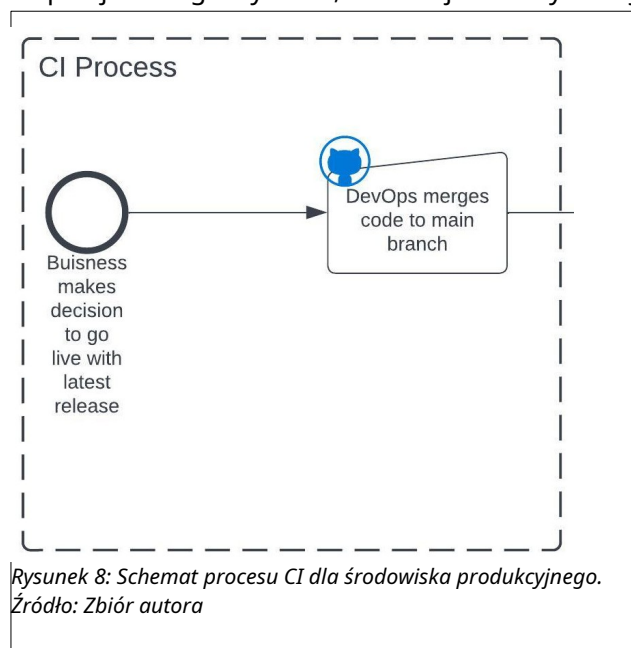 CI Process
DevOps merges
code to main
branch
Buisness
makes
decision
to go
live with
latest
release
Rysunek 8: Schemat procesu CI dla środowiska produkcyjnego.
Źródło: Zbiór autora